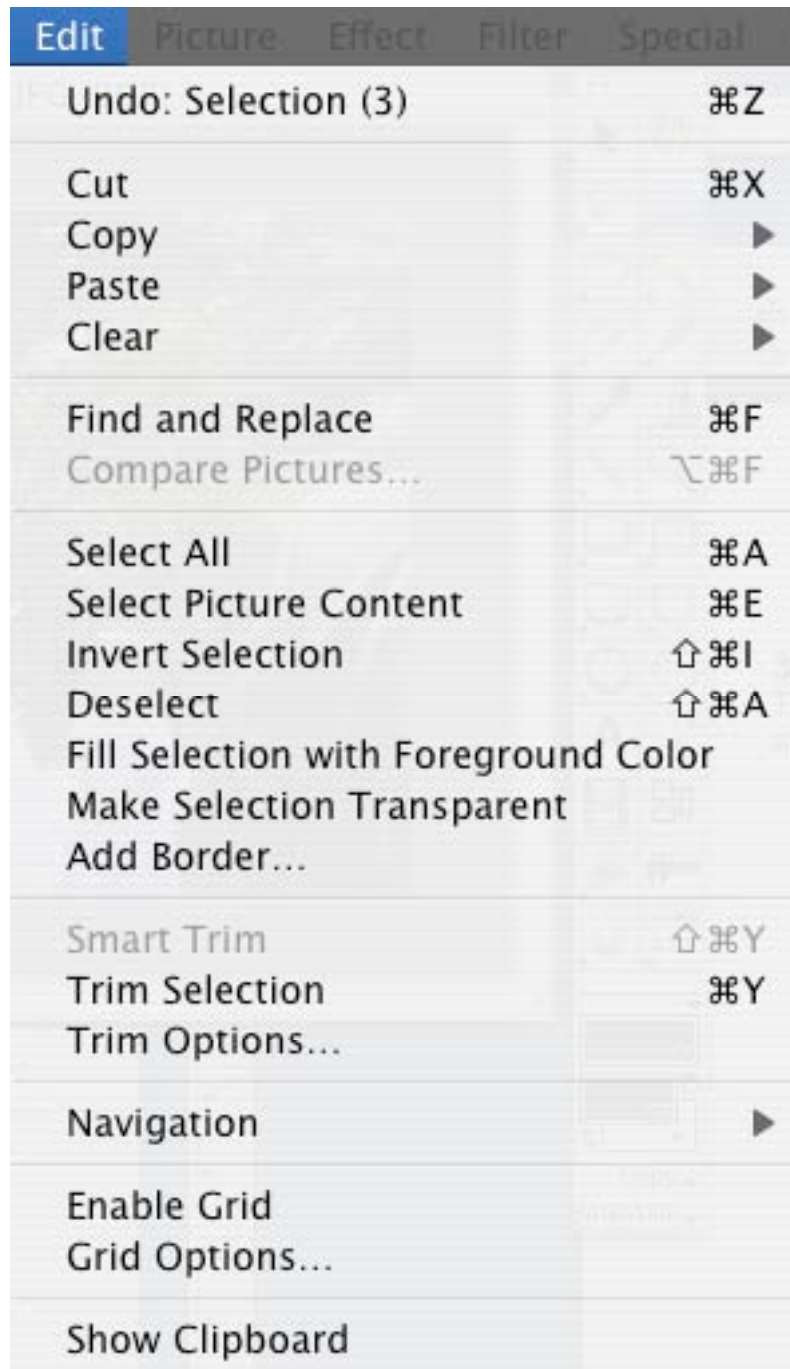 Edit Picture Effect Filter Special
Undo: Selection (3) ⌘Z
Cut ⌘X
Copy
Paste
Clear
Find and Replace ⌘F
Compare Pictures... ⌥⌘F
Select All ⌘A
Select Picture Content ⌘E
Invert Selection ⇧⌘I
Deselect ⇧⌘A
Fill Selection with Foreground Color
Make Selection Transparent
Add Border...
Smart Trim ⇧⌘Y
Trim Selection ⌘Y
Trim Options...
Navigation
Enable Grid
Grid Options...
Show Clipboard